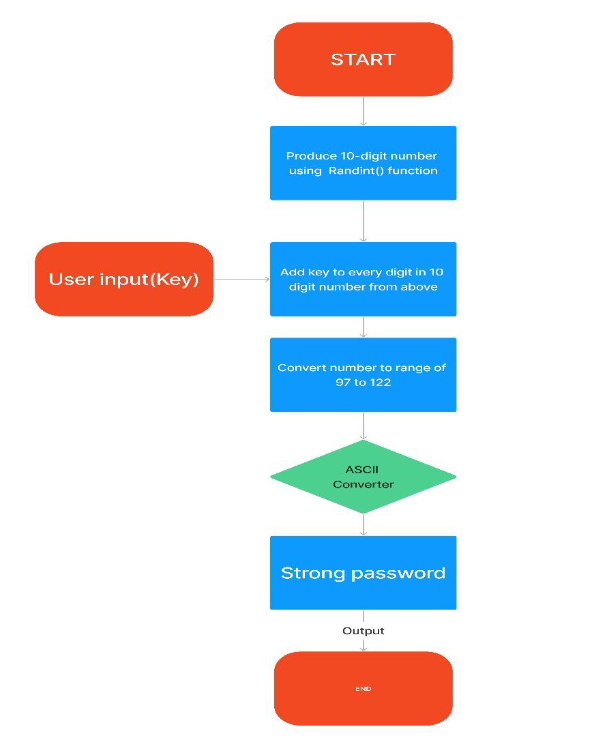 START
Produce 10-digit number
using Randint() function
User input(Key)
Add key to every digit in 10
digit number from above
Convert number to range of
97 to 122
ASCII
Converter
Strong password
Output
END